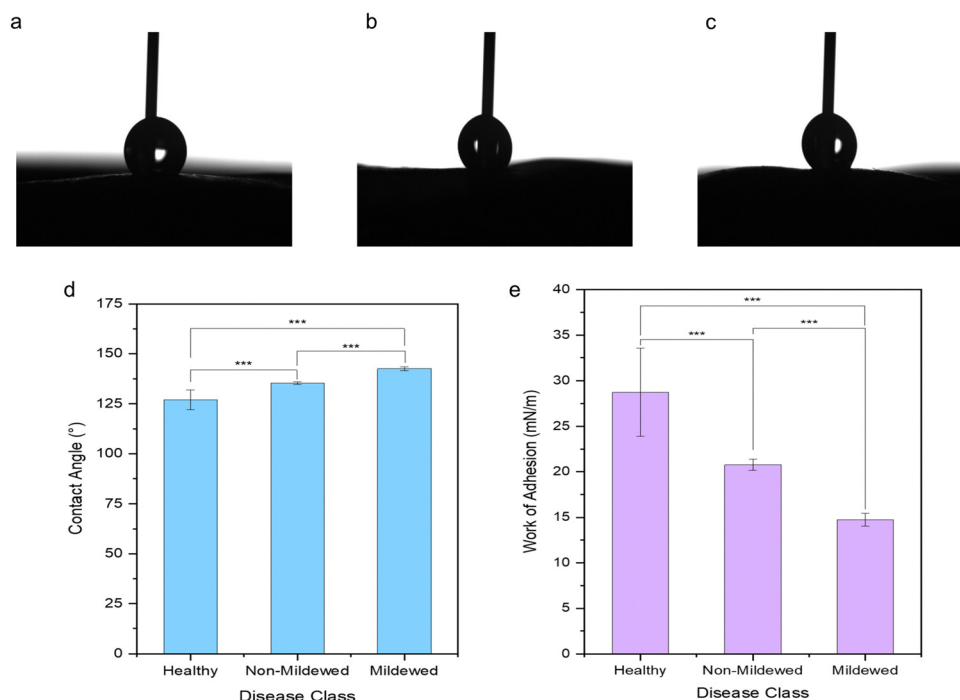 a
b
c
d
175
150
125
100
75
50
25
0
Contact Angle (°)
***
***
***
Healthy Non-Mildewed Mildewed
Disease Class
e
40
35
30
25
20
15
10
5
0
Work of Adhesion (mN/m)
***
***
***
Healthy Non-Mildewed Mildewed
Disease Class